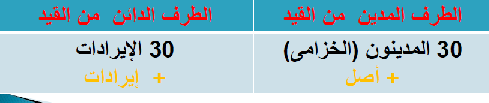 الطرف المدين من القيد
الطرف الدائن من القيد
30 المدينون (الخزامى)
+ أصل
30 الإيرادات
+ إيرادات